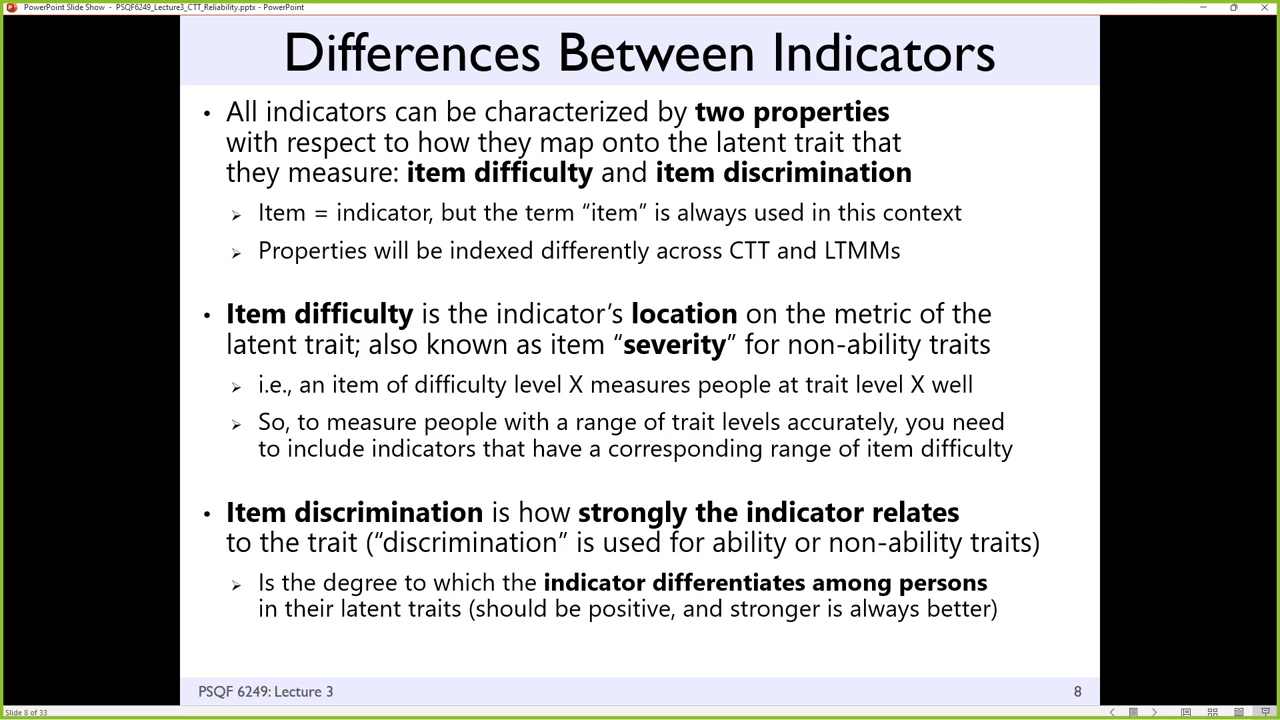 PowerPoint Slide Show - PSQF6249_Lecture3_CTT_Reliability.pptx - PowerPoint
Differences Between Indicators
• All indicators can be characterized by two properties
with respect to how they map onto the latent trait that
they measure: item difficulty and item discrimination
➢ Item = indicator, but the term “item” is always used in this context
➢ Properties will be indexed differently across CTT and LTMMs
• Item difficulty is the indicator’s location on the metric of the
latent trait; also known as item “severity” for non-ability traits
➢ i.e., an item of difficulty level X measures people at trait level X well
➢ So, to measure people with a range of trait levels accurately, you need
to include indicators that have a corresponding range of item difficulty
• Item discrimination is how strongly the indicator relates
to the trait (“discrimination” is used for ability or non-ability traits)
➢ Is the degree to which the indicator differentiates among persons
in their latent traits (should be positive, and stronger is always better)
PSQF 6249: Lecture 3
8
Slide 8 of 33